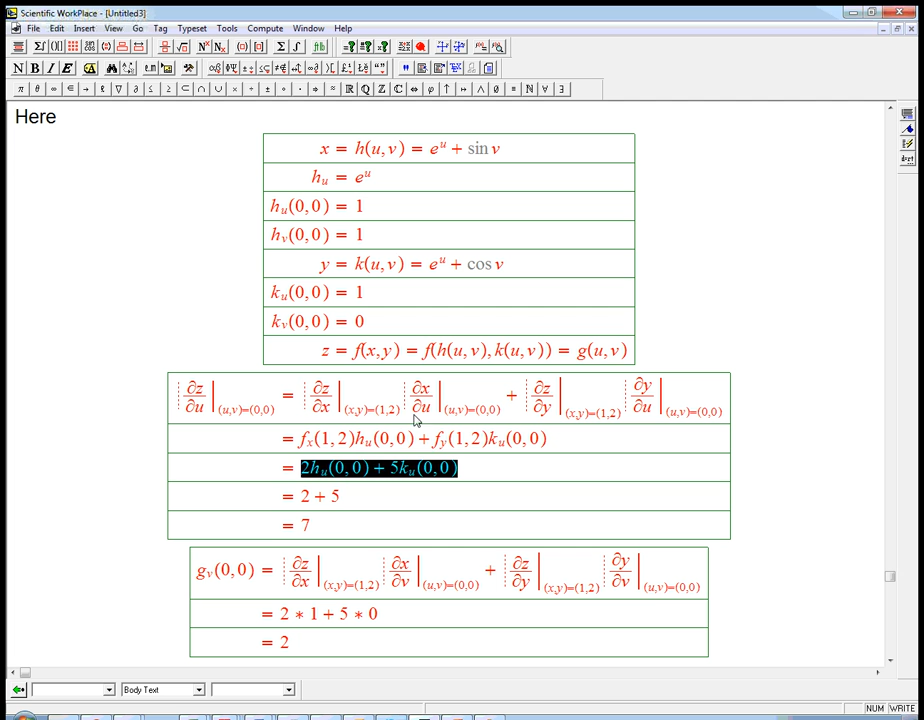 Scientific WorkPlace - [Untitled3]
File Edit Insert View Go Tag Typeset Tools Compute Window Help
Here
x = h(u,v) = e^u + sin v
h_u = e^u
h_u(0,0) = 1
h_v(0,0) = 1
y = k(u,v) = e^u + cos v
k_u(0,0) = 1
k_v(0,0) = 0
z = f(x,y) = f(h(u,v),k(u,v)) = g(u,v)
∂z/∂u|_(u,v)=(0,0) = ∂z/∂x|_(x,y)=(1,2) ∂x/∂u|_(u,v)=(0,0) + ∂z/∂y|_(x,y)=(1,2) ∂y/∂u|_(u,v)=(0,0)
= f_x(1,2)h_u(0,0) + f_y(1,2)k_u(0,0)
= 2h_u(0,0) + 5k_u(0,0)
= 2 + 5
= 7
g_v(0,0) = ∂z/∂x|_(x,y)=(1,2) ∂x/∂v|_(u,v)=(0,0) + ∂z/∂y|_(x,y)=(1,2) ∂y/∂v|_(u,v)=(0,0)
= 2 * 1 + 5 * 0
= 2
Body Text
NUM WRITE